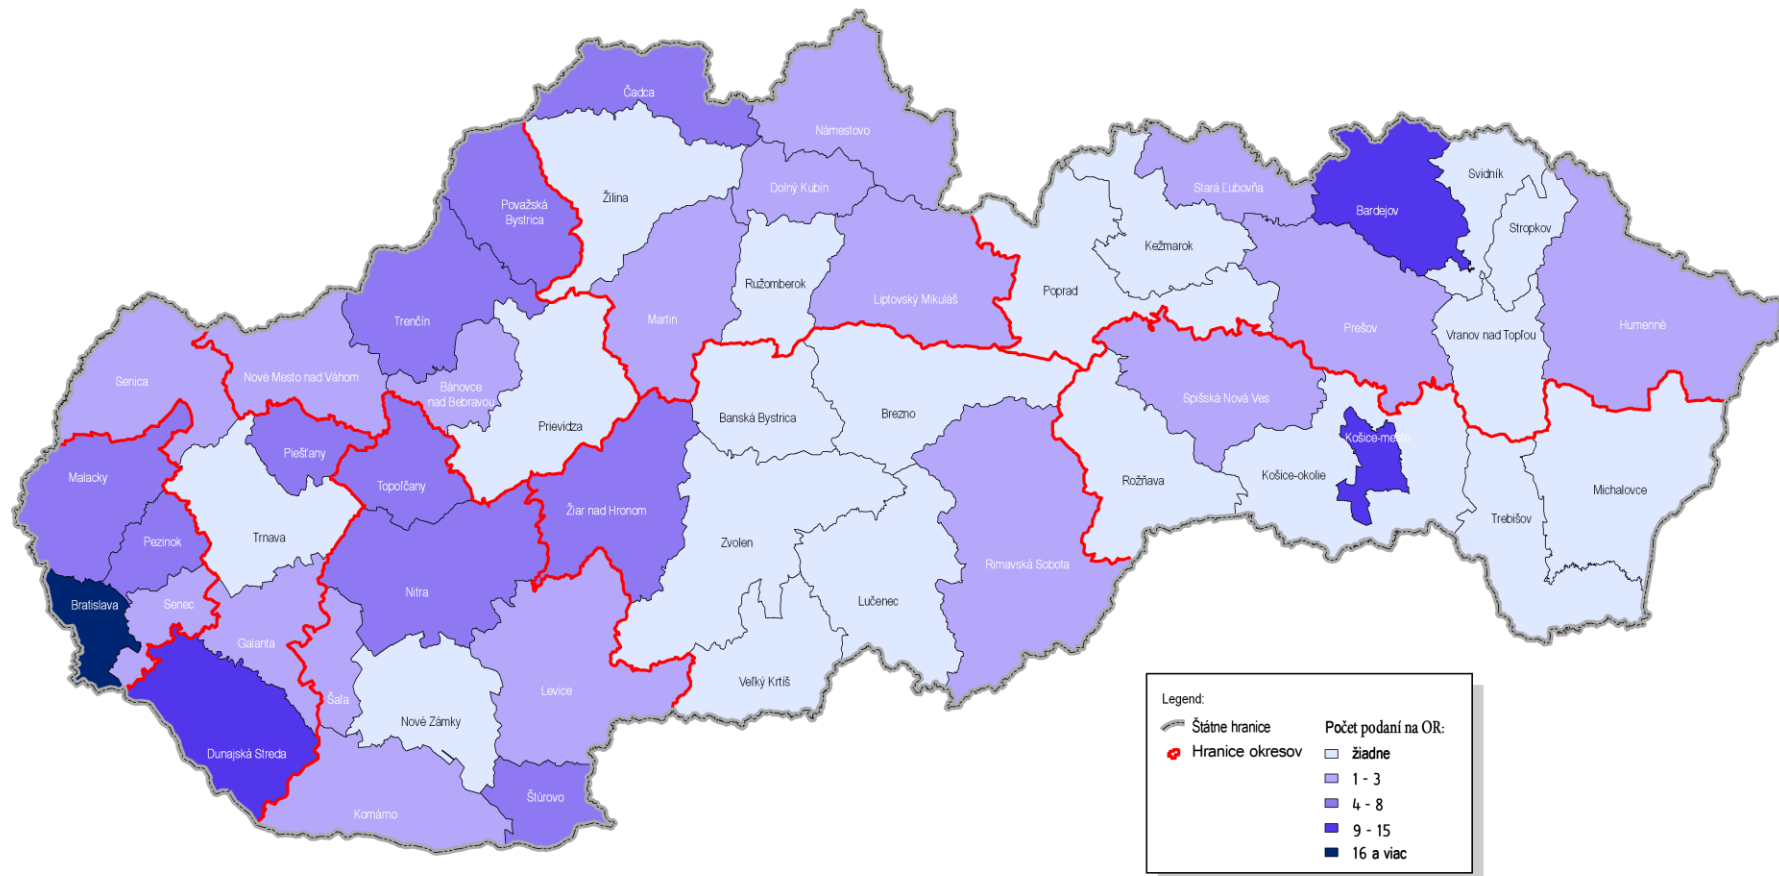 Čadca
Námestovo
Žilina
Dolný Kubín
Považská
Bystrica
Stará Ľubovňa
Bardejov
Svidník
Stropkov
Kežmarok
Ružomberok
Poprad
Liptovský Mikuláš
Martin
Trenčín
Prešov
Humenné
Vranov nad Topľou
Senica
Nové Mesto nad Váhom
Bánovce
nad Bebravou
Spišská Nová Ves
Banská Bystrica
Brezno
Prievidza
Košice-mesto
Piešťany
Malacky
Topoľčany
Rožňava
Košice-okolie
Michalovce
Žiar nad Hronom
Trebišov
Trnava
Pezinok
Zvolen
Rimavská Sobota
Nitra
Lučenec
Bratislava
Senec
Galanta
Veľký Krtíš
Levice
Šaľa
Nové Zámky
Dunajská Streda
Štúrovo
Komárno
Legend:
Štátne hranice
Hranice okresov
Počet podaní na OR:
žiadne
1 - 3
4 - 8
9 - 15
16 a viac